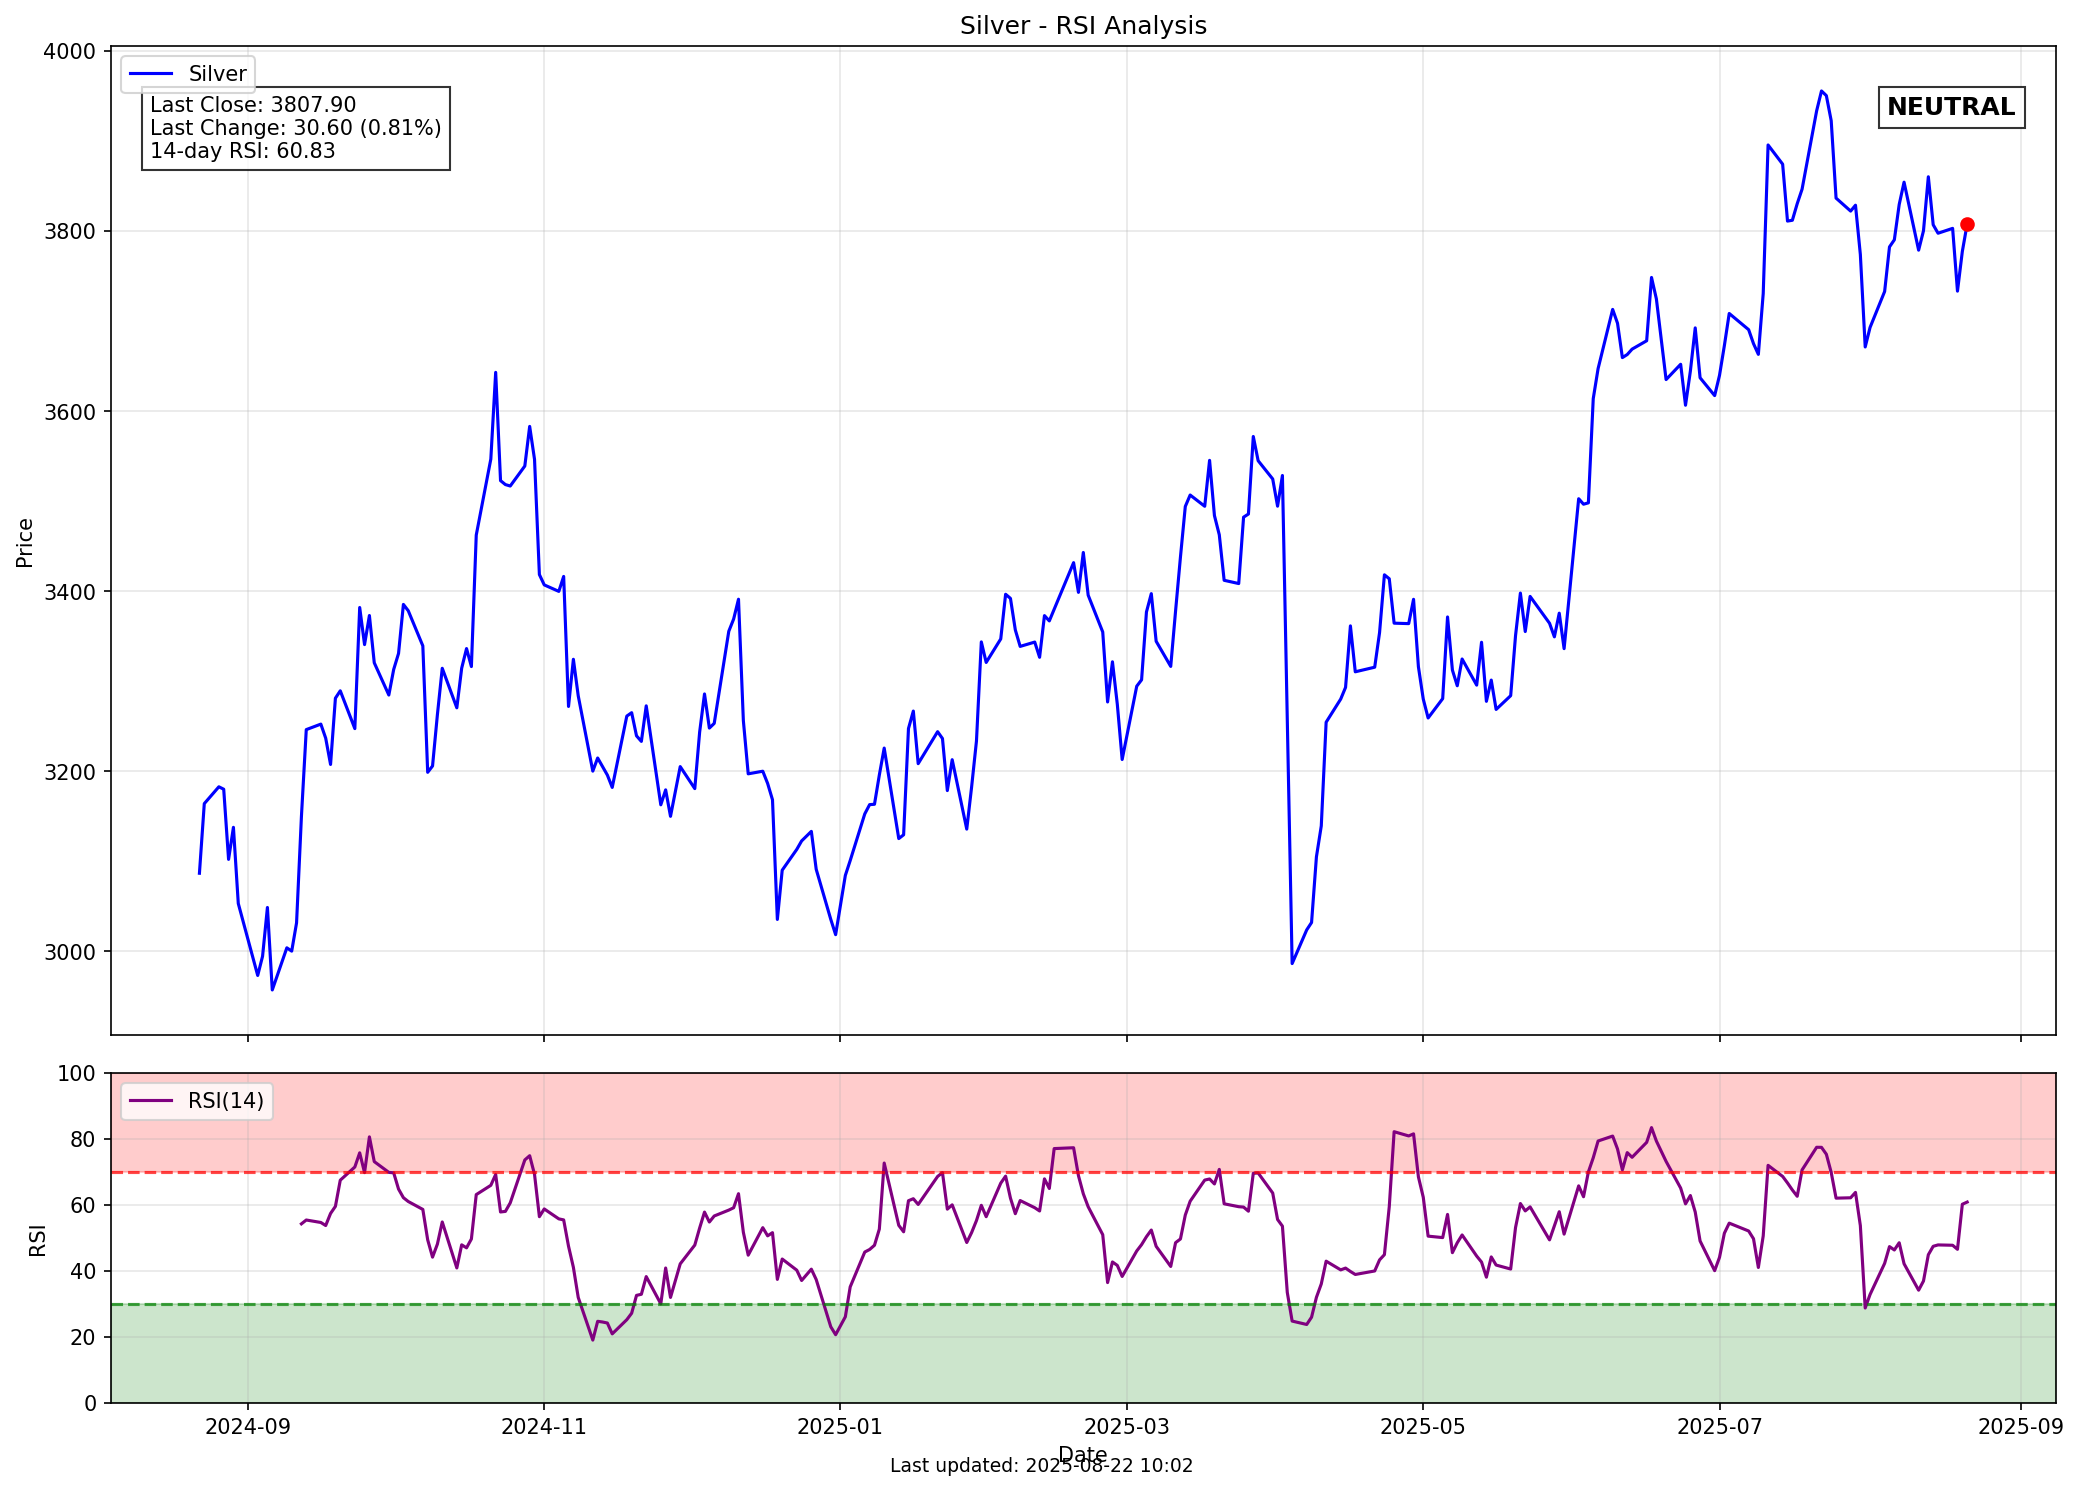 Silver - RSI Analysis
Silver
Last Close: 3807.90
Last Change: 30.60 (0.81%)
14-day RSI: 60.83
NEUTRAL
4000
3800
3600
3400
3200
3000
Price
RSI(14)
100
80
60
40
20
0
RSI
2024-09
2024-11
2025-01
2025-03
2025-05
2025-07
2025-09
Date
Last updated: 2025-08-22 10:02